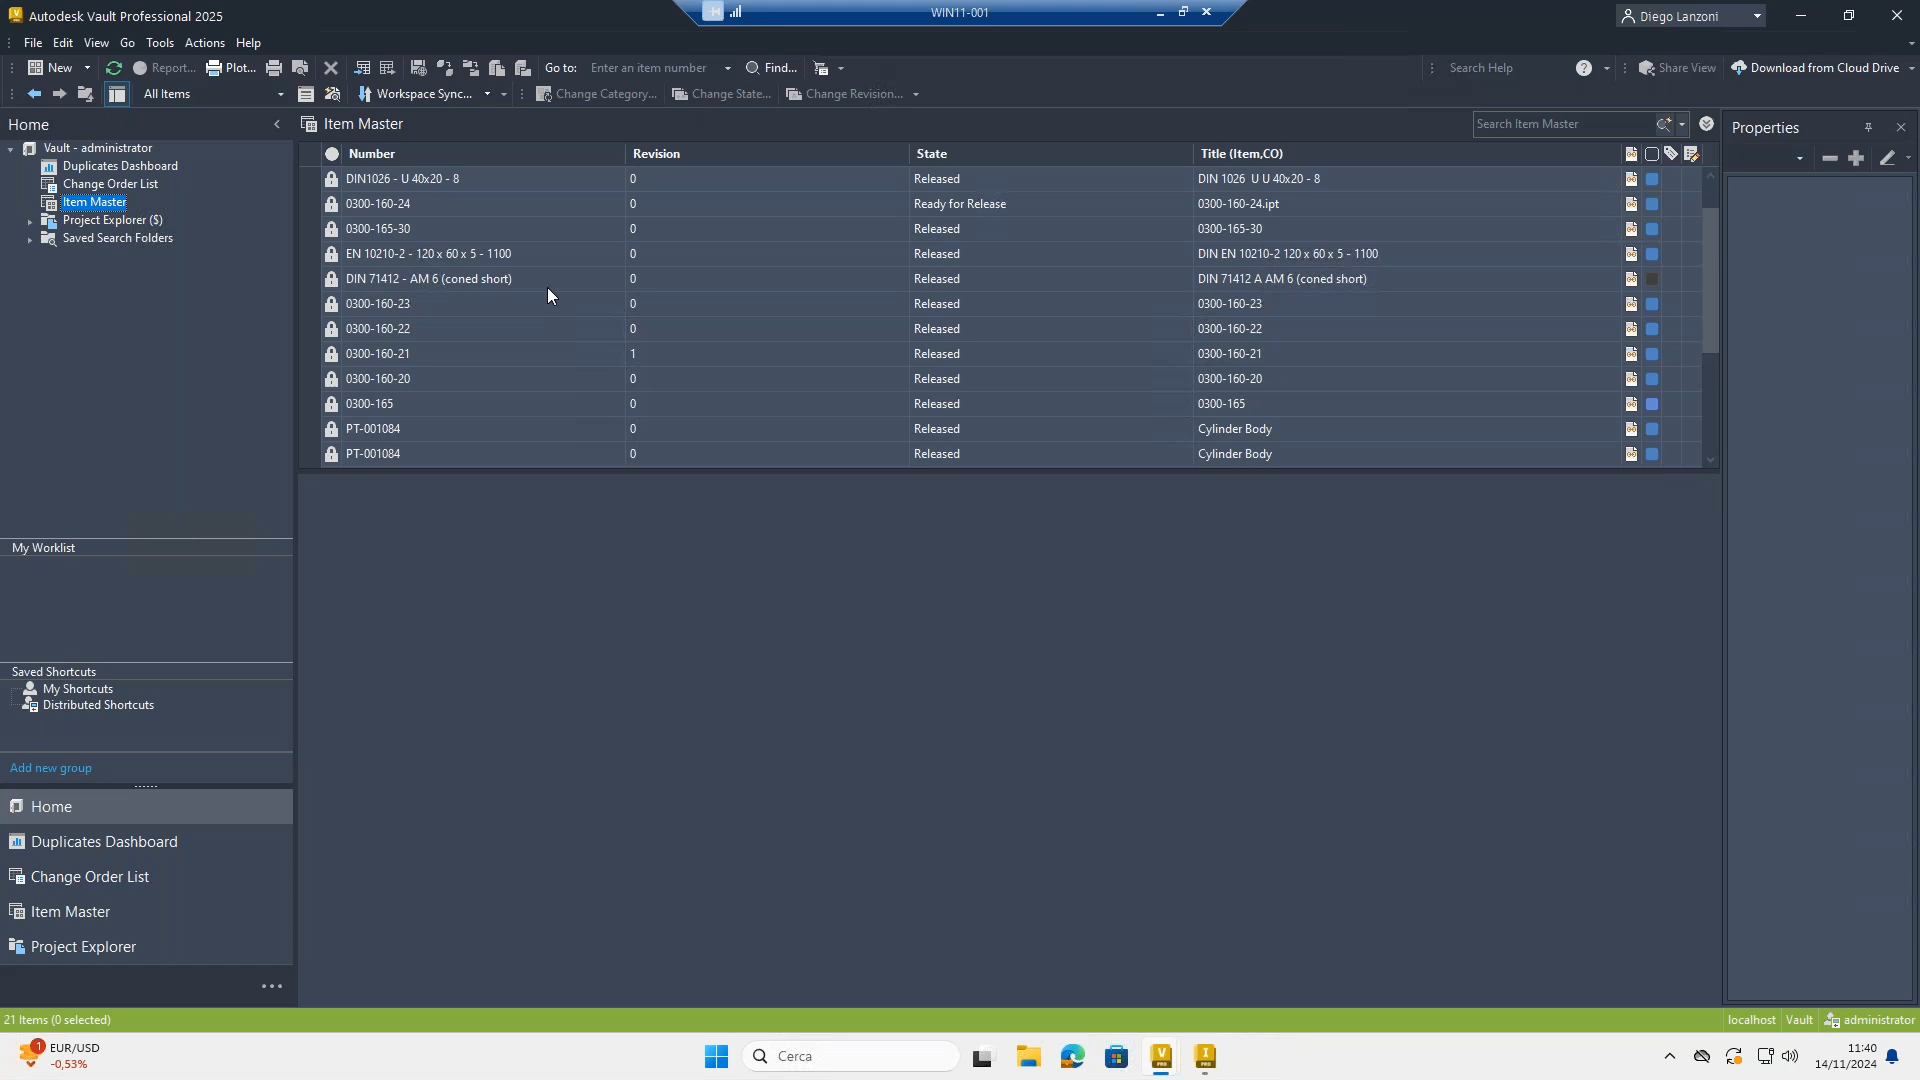 Autodesk Vault Professional 2025
WIN11-001
Diego Lanzoni
File Edit View Go Tools Actions Help
New Report... Plot... Go to: Enter an item number Find... Search Help Share View Download from Cloud Drive
All Items Workspace Sync... Change Category... Change State... Change Revision...
Home
Vault - administrator
Duplicates Dashboard
Change Order List
Item Master
Project Explorer ($)
Saved Search Folders
My Worklist
Saved Shortcuts
My Shortcuts
Distributed Shortcuts
Add new group
Home
Duplicates Dashboard
Change Order List
Item Master
Project Explorer
Item Master
Search Item Master
Number Revision State Title (Item,CO)
DIN1026 - U 40x20 - 8 0 Released DIN 1026 U U 40x20 - 8
0300-160-24 0 Ready for Release 0300-160-24.ipt
0300-165-30 0 Released 0300-165-30
EN 10210-2 - 120 x 60 x 5 - 1100 0 Released DIN EN 10210-2 120 x 60 x 5 - 1100
DIN 71412 - AM 6 (coned short) 0 Released DIN 71412 A AM 6 (coned short)
0300-160-23 0 Released 0300-160-23
0300-160-22 0 Released 0300-160-22
0300-160-21 1 Released 0300-160-21
0300-160-20 0 Released 0300-160-20
0300-165 0 Released 0300-165
PT-001084 0 Released Cylinder Body
PT-001084 0 Released Cylinder Body
Properties
21 Items (0 selected)
localhost Vault administrator
1 EUR/USD
-0,53%
Cerca
11:40
14/11/2024